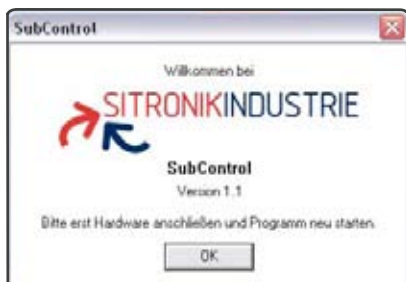 SubControl
Willkommen bei
SITRONIKINDUSTRIE
SubControl
Version 1.1
Bitte erst Hardware anschließen und Programm neu starten.
OK